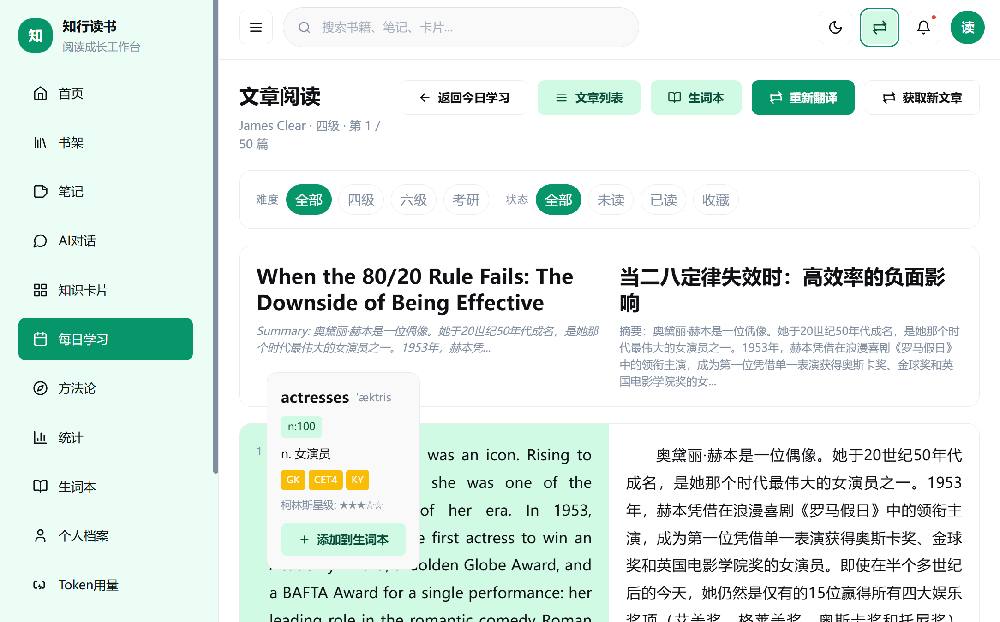 知
知行读书
阅读成长工作台
首页
书架
笔记
AI对话
知识卡片
每日学习
方法论
统计
生词本
个人档案
Token用量
搜索书籍、笔记、卡片...
读
文章阅读
James Clear · 四级 · 第 1 /
50 篇
返回今日学习
文章列表
生词本
重新翻译
获取新文章
难度 全部 四级 六级 考研 状态 全部 未读 已读 收藏
When the 80/20 Rule Fails: The
Downside of Being Effective
Summary: 奥黛丽·赫本是一位偶像。她于20世纪50年代成名，是她那
个时代最伟大的女演员之一。1953年，赫本凭...
当二八定律失效时：高效率的负面影
响
摘要：奥黛丽·赫本是一位偶像。她于20世纪50年代成名，是她那个时
代最伟大的女演员之一。1953年，赫本凭借在浪漫喜剧《罗马假日》
中的领衔主演，成为第一位凭借单一表演获得奥斯卡奖、金球奖和英
国电影学院奖的女...
actresses 'æktris
n:100
n. 女演员
GK CET4 KY
柯林斯星级: ★★★☆☆
+ 添加到生词本
1
was an icon. Rising to
she was one of the
of her era. In 1953,
first actress to win an
Academy Award, a Golden Globe Award, and
a BAFTA Award for a single performance: her
leading role in the romantic comedy Roman
奥黛丽·赫本是一位偶像。她于20世纪50年代
成名，是她那个时代最伟大的女演员之一。1953
年，赫本凭借在浪漫喜剧《罗马假日》中的领衔主
演，成为第一位凭借单一表演获得奥斯卡奖、金球
奖和英国电影学院奖的女演员。即使在半个多世纪
后的今天，她仍然是仅有的15位赢得所有四大娱乐
奖项（艾美奖、格莱美奖、奥斯卡奖和托尼奖）